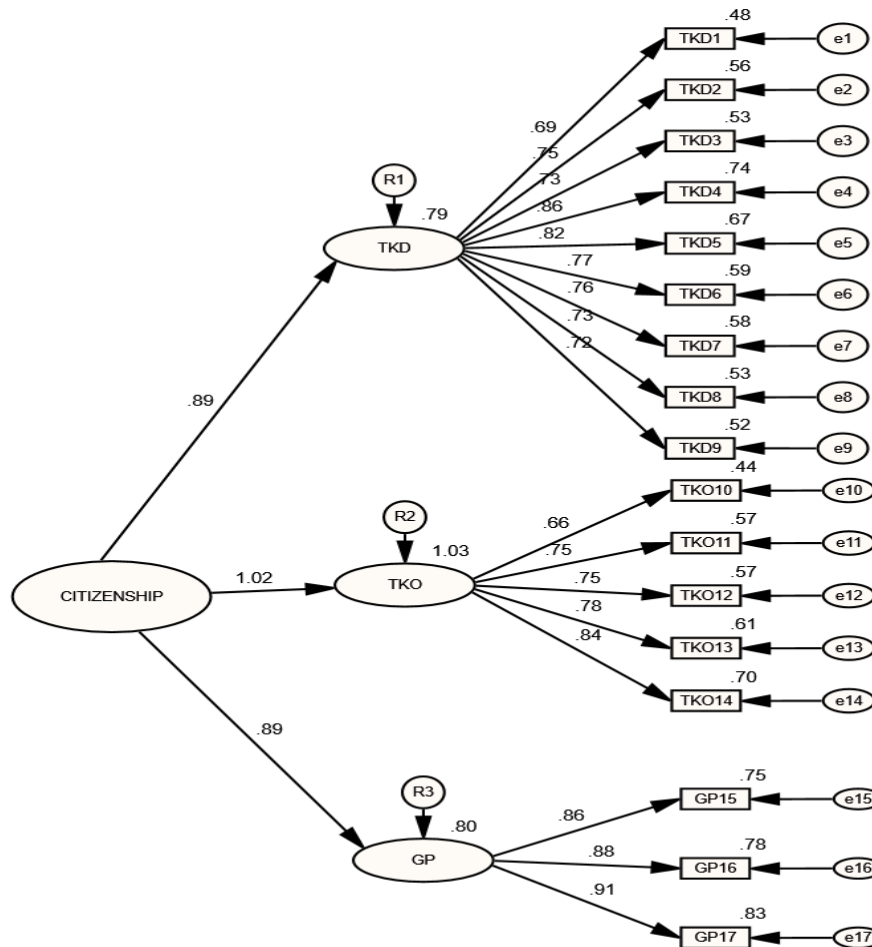 .48
TKD1
e1
.56
TKD2
e2
.53
TKD3
e3
.69
.75
.73
.74
TKD4
e4
.86
R1
.79
TKD
.82
.67
TKD5
e5
.77
.59
TKD6
e6
.76
.58
TKD7
e7
.73
.53
TKD8
e8
.72
.52
TKD9
e9
.89
.44
TKO10
e10
.66
R2
1.03
TKO
.57
TKO11
e11
.75
1.02
CITIZENSHIP
.57
TKO12
e12
.75
.78
.61
TKO13
e13
.84
.70
TKO14
e14
.89
R3
.80
GP
.75
GP15
e15
.86
.78
GP16
e16
.88
.91
.83
GP17
e17